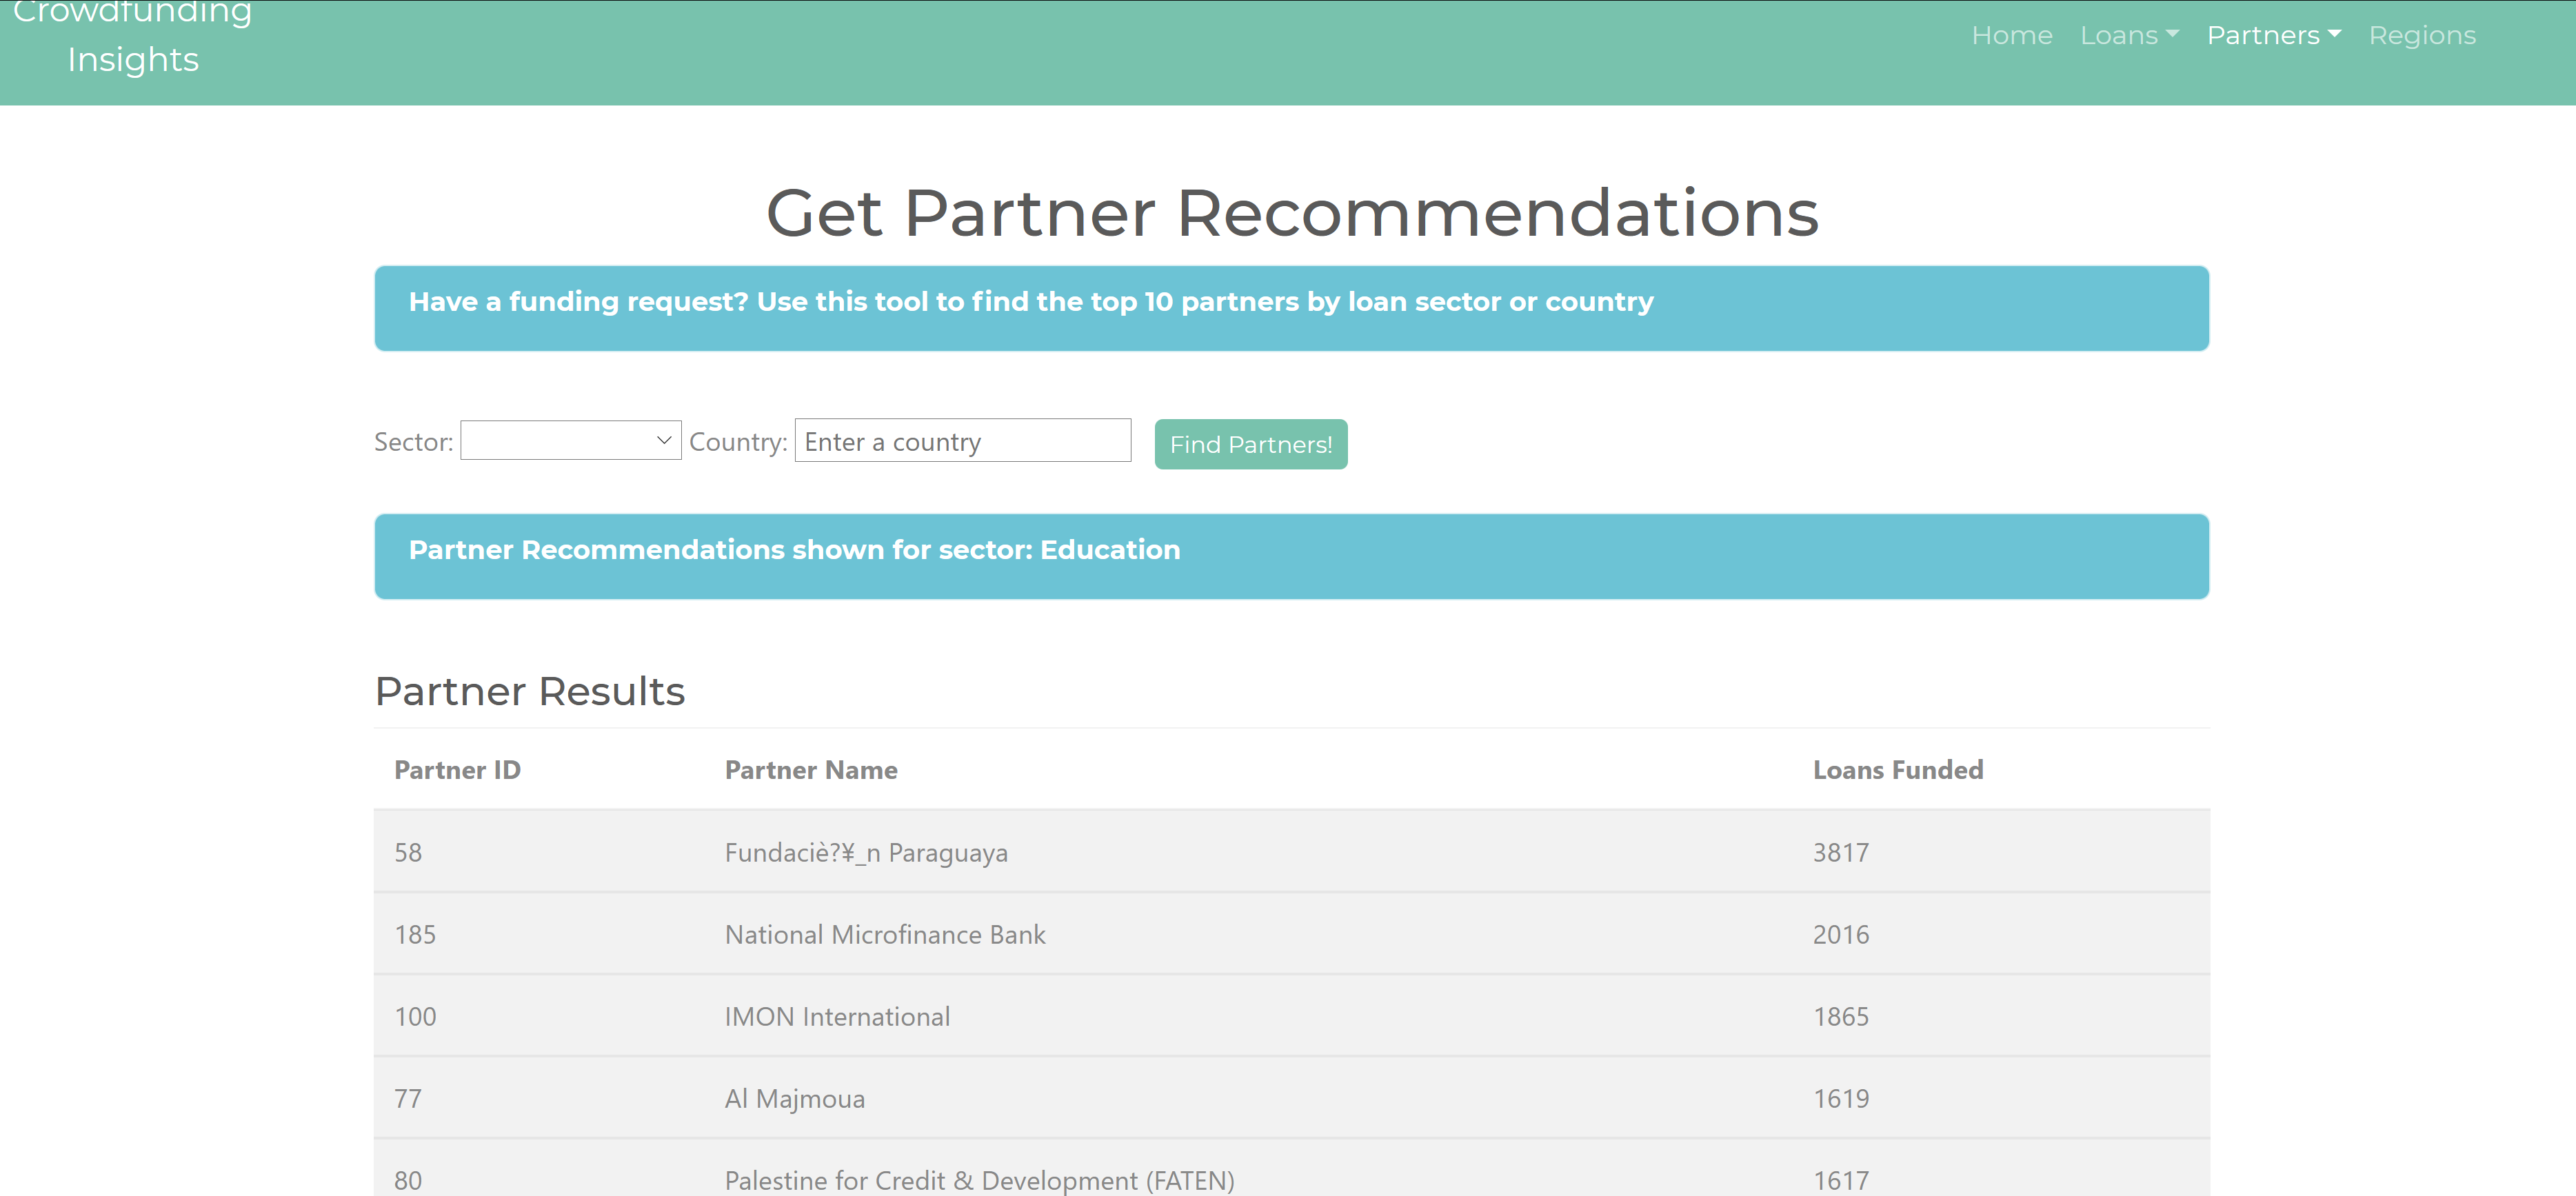 Crowdfunding
Insights
Home Loans Partners Regions
Get Partner Recommendations
Have a funding request? Use this tool to find the top 10 partners by loan sector or country
Sector: Country: Enter a country Find Partners!
Partner Recommendations shown for sector: Education
Partner Results
Partner ID Partner Name Loans Funded
58 Fundaciè?¥_n Paraguaya 3817
185 National Microfinance Bank 2016
100 IMON International 1865
77 Al Majmoua 1619
80 Palestine for Credit & Development (FATEN) 1617